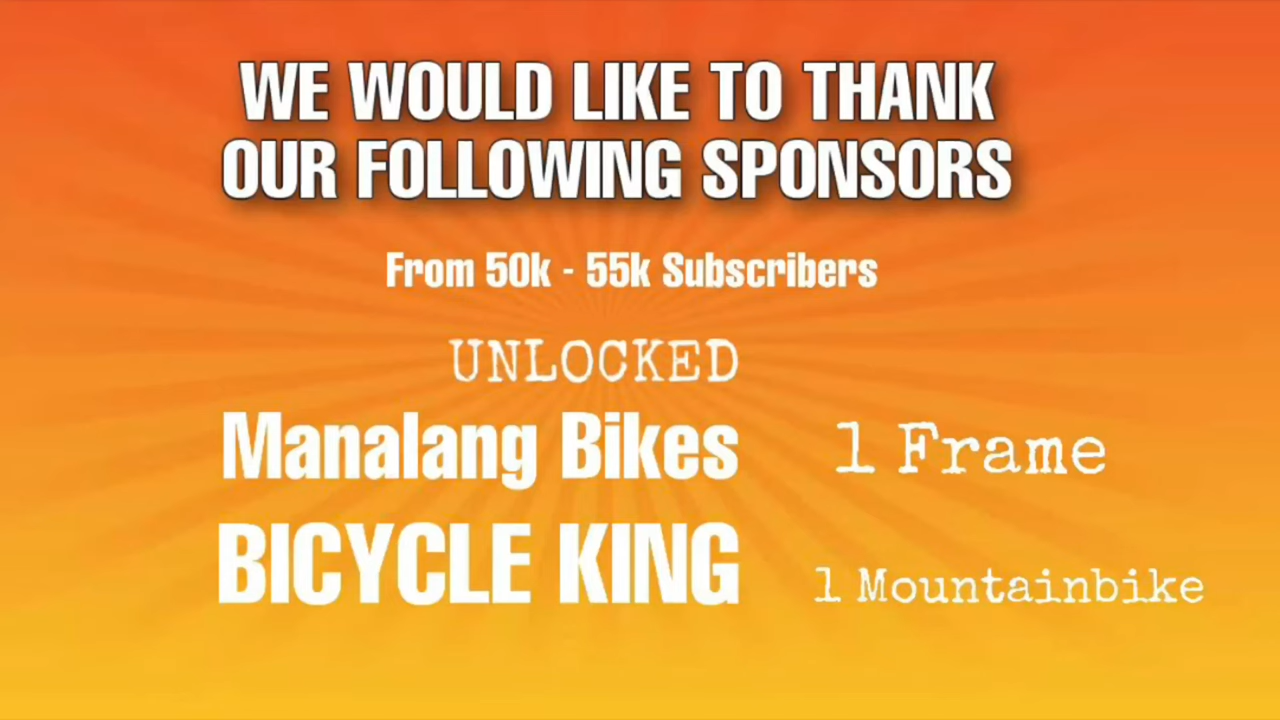 WE WOULD LIKE TO THANK
OUR FOLLOWING SPONSORS
From 50k - 55k Subscribers
UNLOCKED
Manalang Bikes 1 Frame
BICYCLE KING 1 Mountainbike